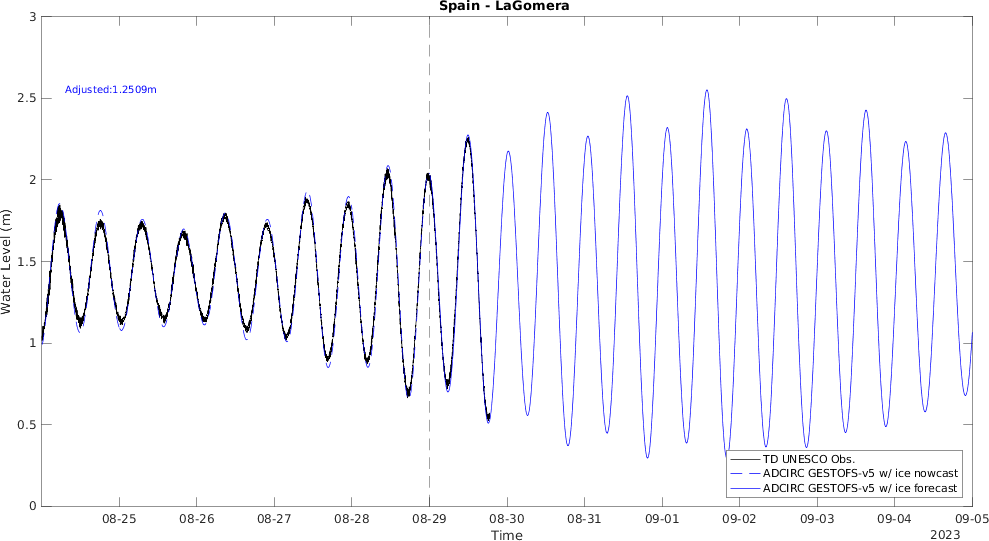 Spain - LaGomera
Adjusted:1.2509m
Water Level (m)
3
2.5
2
1.5
1
0.5
0
08-25 08-26 08-27 08-28 08-29 08-30 08-31 09-01 09-02 09-03 09-04 09-05
Time
2023
TD UNESCO Obs.
ADCIRC GESTOFS-v5 w/ ice nowcast
ADCIRC GESTOFS-v5 w/ ice forecast